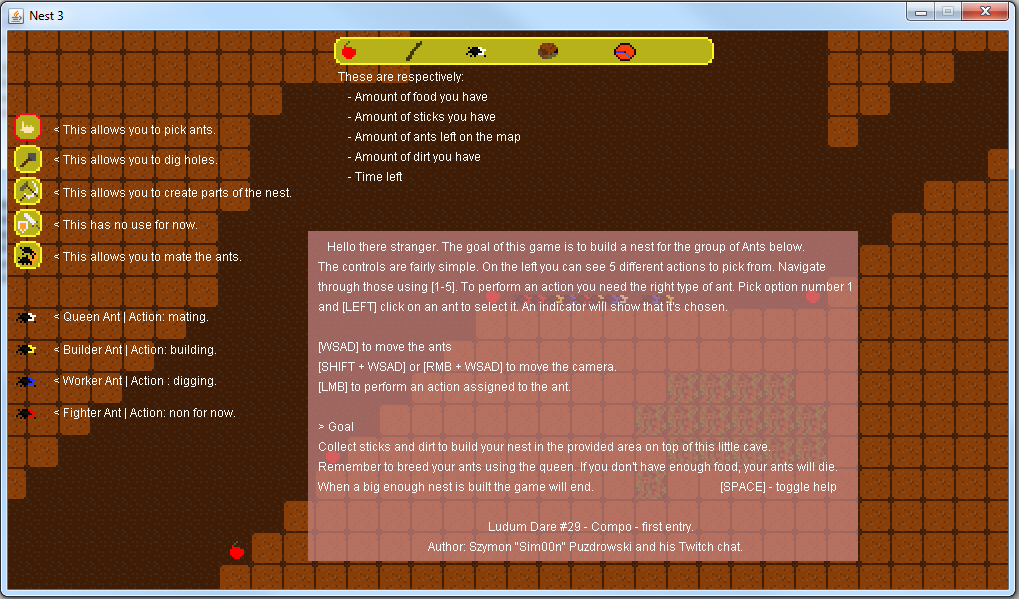 Nest 3
These are respectively:
- Amount of food you have
- Amount of sticks you have
- Amount of ants left on the map
- Amount of dirt you have
- Time left
< This allows you to pick ants.
< This allows you to dig holes.
< This allows you to create parts of the nest.
< This has no use for now.
< This allows you to mate the ants.
< Queen Ant | Action: mating.
< Builder Ant | Action: building.
< Worker Ant | Action : digging.
< Fighter Ant | Action: non for now.
Hello there stranger. The goal of this game is to build a nest for the group of Ants below.
The controls are fairly simple. On the left you can see 5 different actions to pick from. Navigate
through those using [1-5]. To perform an action you need the right type of ant. Pick option number 1
and [LEFT] click on an ant to select it. An indicator will show that it's chosen.
[WSAD] to move the ants
[SHIFT + WSAD] or [RMB + WSAD] to move the camera.
[LMB] to perform an action assigned to the ant.
> Goal
Collect sticks and dirt to build your nest in the provided area on top of this little cave.
Remember to breed your ants using the queen. If you don't have enough food, your ants will die.
When a big enough nest is built the game will end. [SPACE] - toggle help
Ludum Dare #29 - Compo - first entry.
Author: Szymon "Sim00n" Puzdrowski and his Twitch chat.